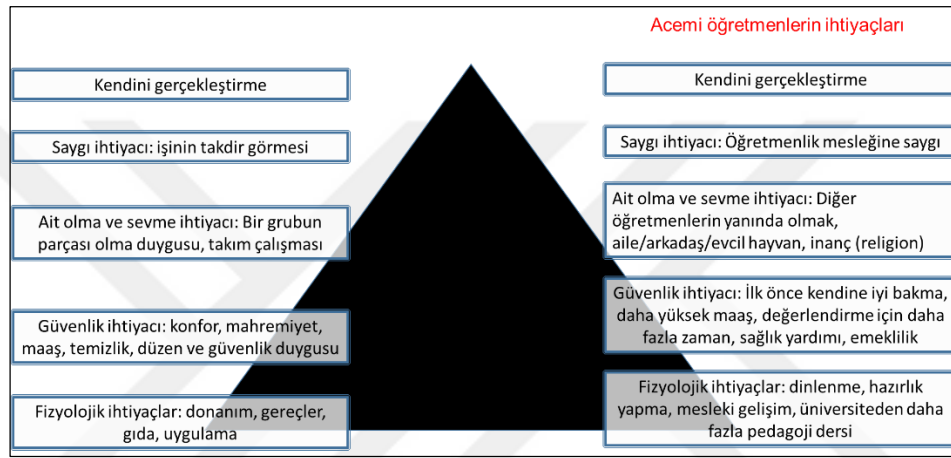 Acemi öğretmenlerin ihtiyaçları
Kendini gerçekleştirme
Saygı ihtiyacı: işinin takdir görmesi
Ait olma ve sevme ihtiyacı: Bir grubun
parçası olma duygusu, takım çalışması
Güvenlik ihtiyacı: konfor, mahremiyet,
maaş, temizlik, düzen ve güvenlik duygusu
Fizyolojik ihtiyaçlar: donanım, gereçler,
gıda, uygulama
Kendini gerçekleştirme
Saygı ihtiyacı: Öğretmenlik mesleğine saygı
Ait olma ve sevme ihtiyacı: Diğer
öğretmenlerin yanında olmak,
aile/arkadaş/evcil hayvan, inanç (religion)
Güvenlik ihtiyacı: İlk önce kendine iyi bakma,
daha yüksek maaş, değerlendirme için daha
fazla zaman, sağlık yardımı, emeklilik
Fizyolojik ihtiyaçlar: dinlenme, hazırlık
yapma, mesleki gelişim, üniversiteden daha
fazla pedagoji dersi